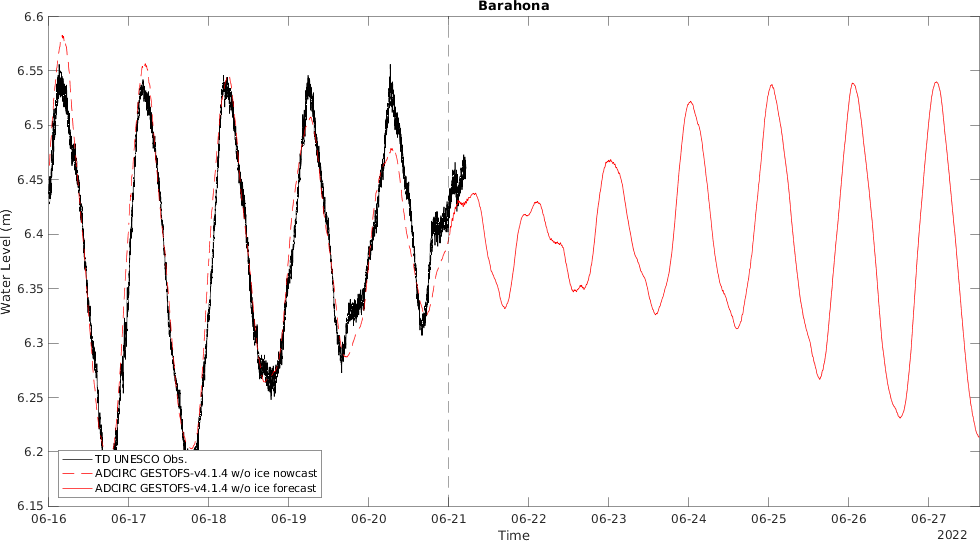 Barahona
6.6
6.55
6.5
6.45
6.4
6.35
6.3
6.25
6.2
6.15
Water Level (m)
TD UNESCO Obs.
ADCIRC GESTOFS-v4.1.4 w/o ice nowcast
ADCIRC GESTOFS-v4.1.4 w/o ice forecast
06-16 06-17 06-18 06-19 06-20 06-21 06-22 06-23 06-24 06-25 06-26 06-27
Time
2022